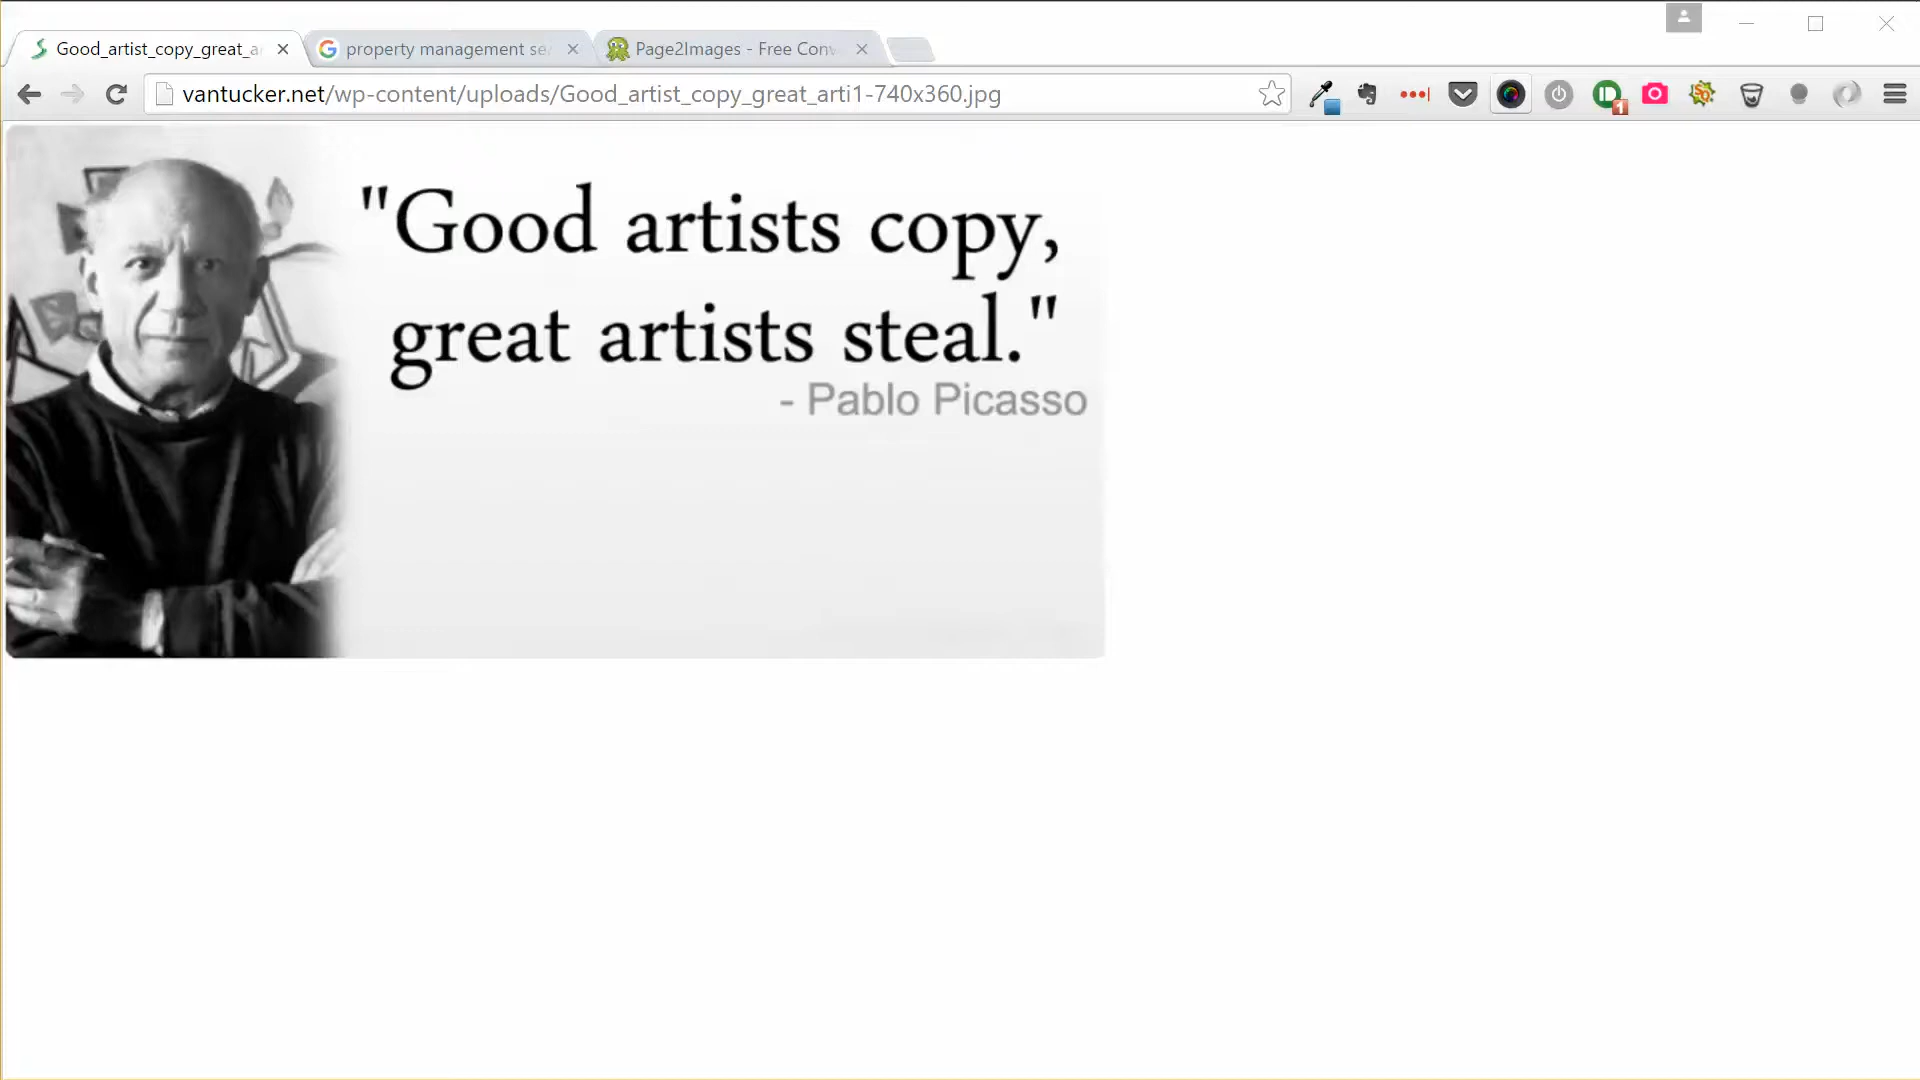 Good_artist_copy_great_a
property management se
Page2Images - Free Conv
vantucker.net/wp-content/uploads/Good_artist_copy_great_arti1-740x360.jpg
1
"Good artists copy,
great artists steal."
- Pablo Picasso